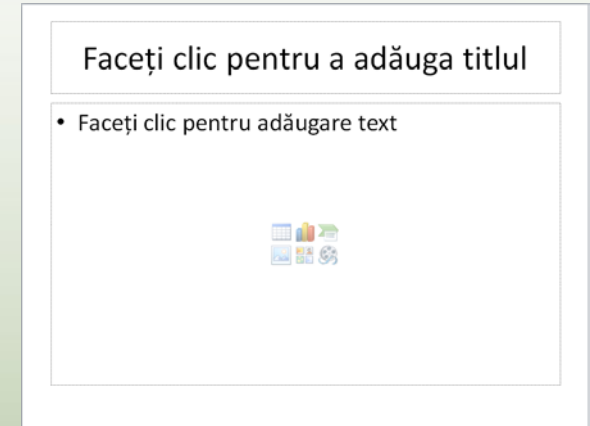 Faceți clic pentru a adăuga titlul
• Faceți clic pentru adăugare text